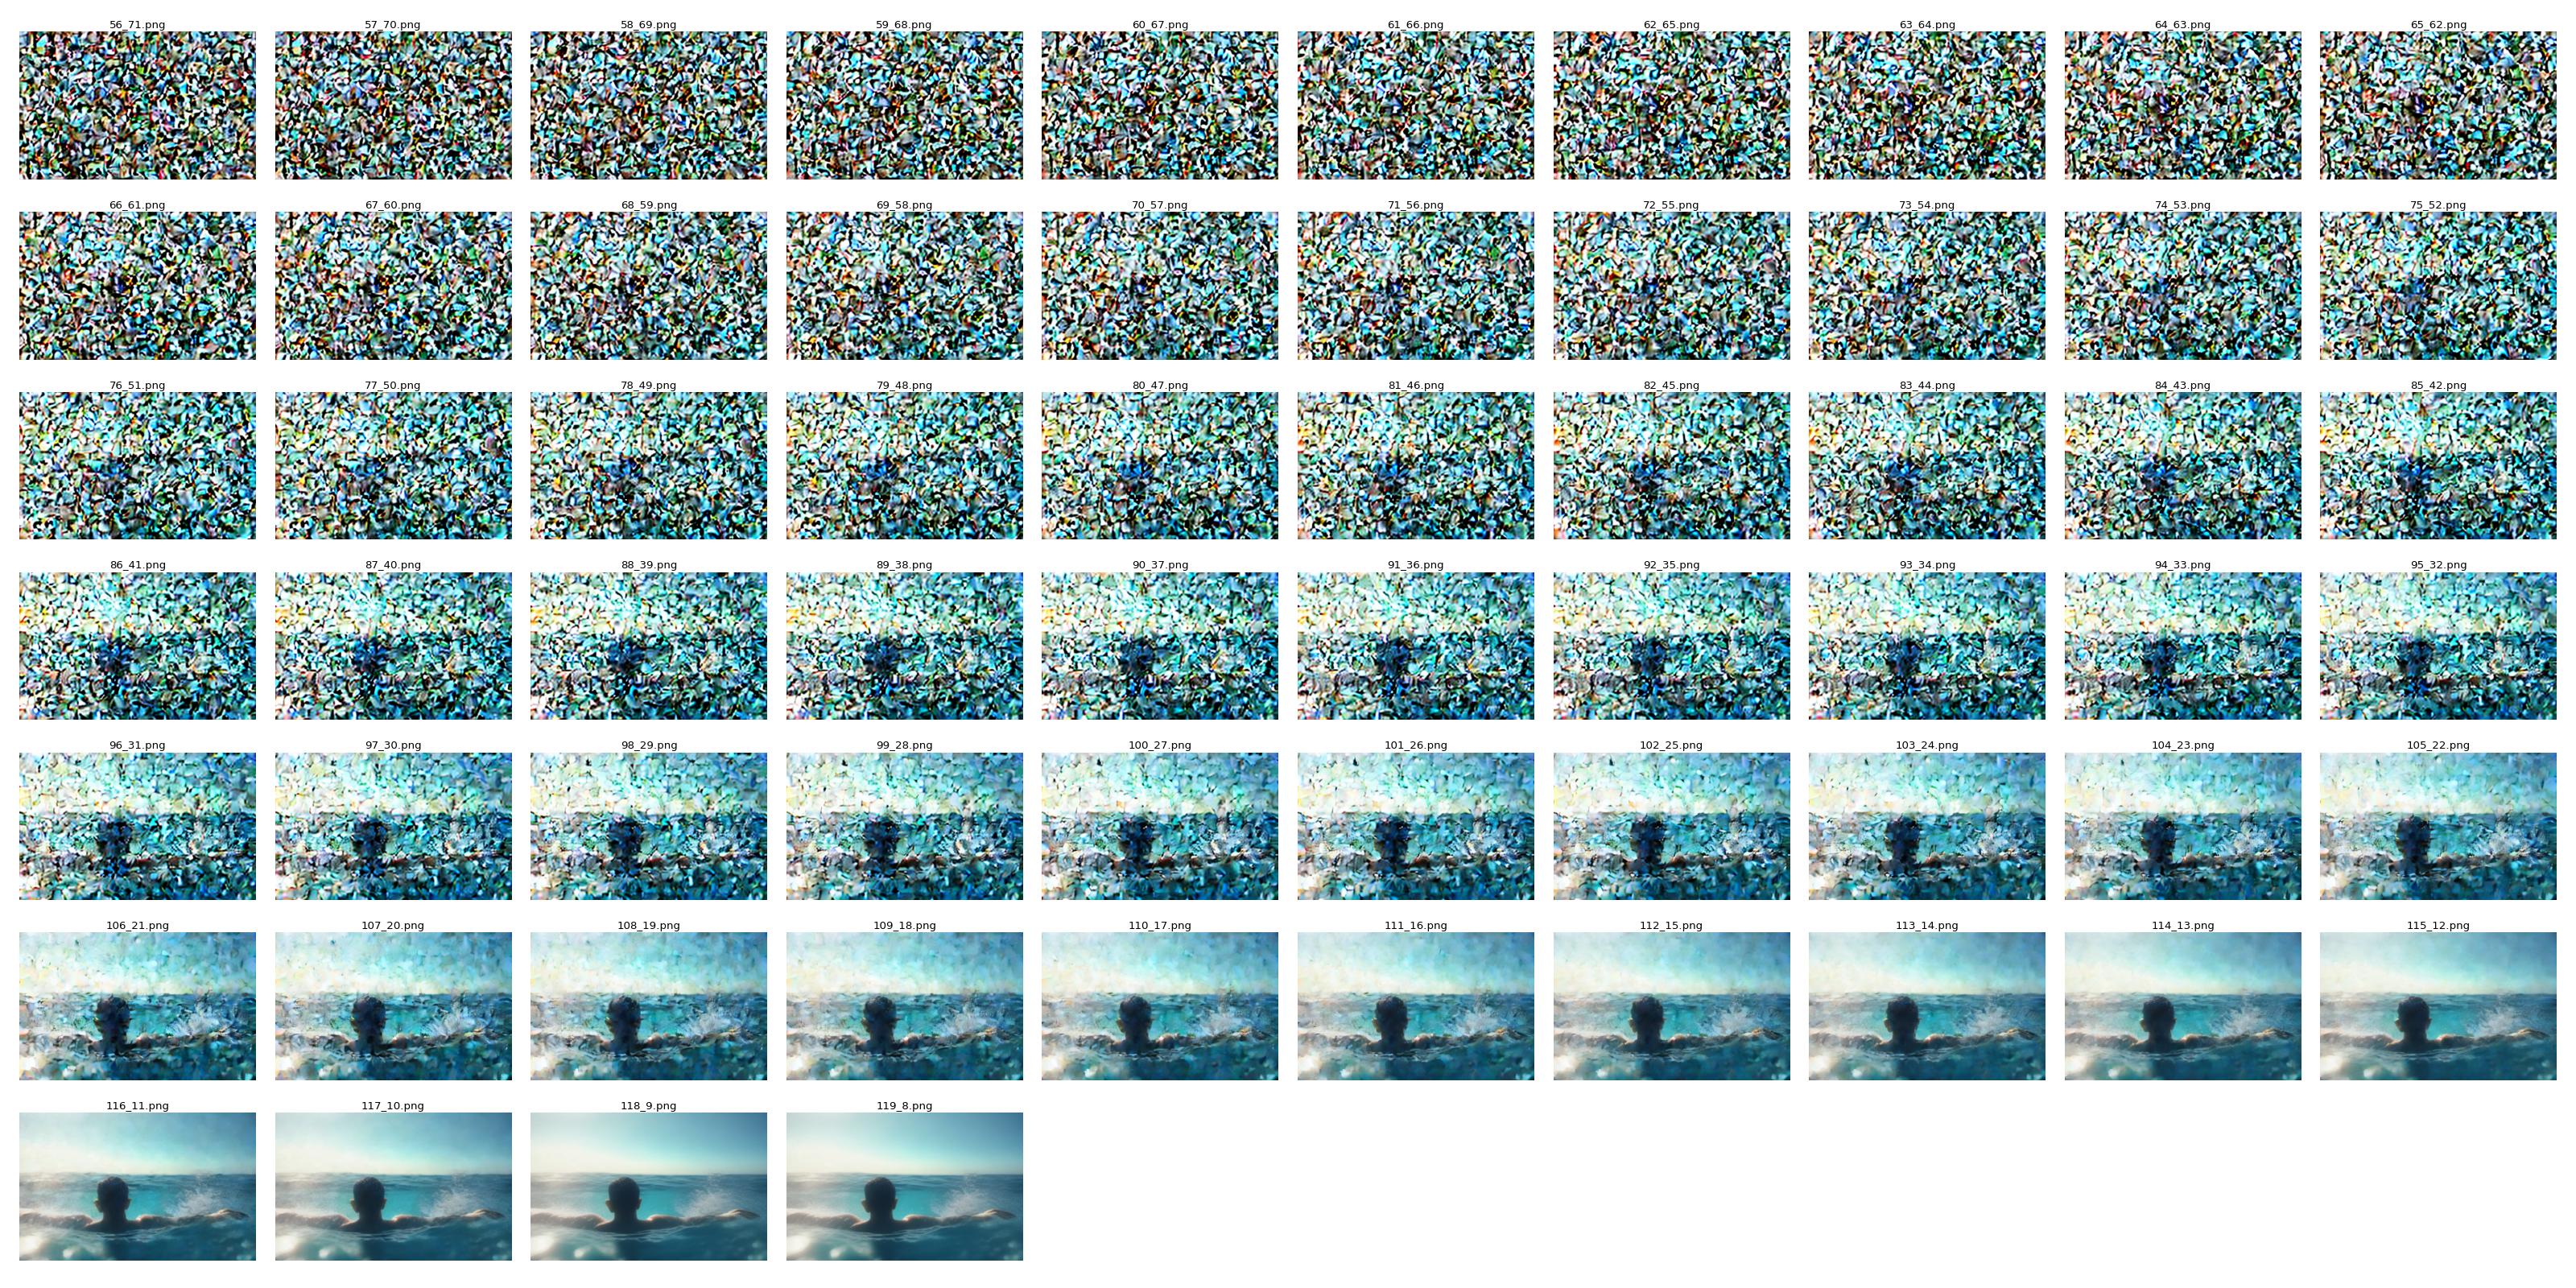 56_71.png 57_70.png 58_69.png 59_68.png 60_67.png 61_66.png 62_65.png 63_64.png 64_63.png 65_62.png
66_61.png 67_60.png 68_59.png 69_58.png 70_57.png 71_56.png 72_55.png 73_54.png 74_53.png 75_52.png
76_51.png 77_50.png 78_49.png 79_48.png 80_47.png 81_46.png 82_45.png 83_44.png 84_43.png 85_42.png
86_41.png 87_40.png 88_39.png 89_38.png 90_37.png 91_36.png 92_35.png 93_34.png 94_33.png 95_32.png
96_31.png 97_30.png 98_29.png 99_28.png 100_27.png 101_26.png 102_25.png 103_24.png 104_23.png 105_22.png
106_21.png 107_20.png 108_19.png 109_18.png 110_17.png 111_16.png 112_15.png 113_14.png 114_13.png 115_12.png
116_11.png 117_10.png 118_9.png 119_8.png